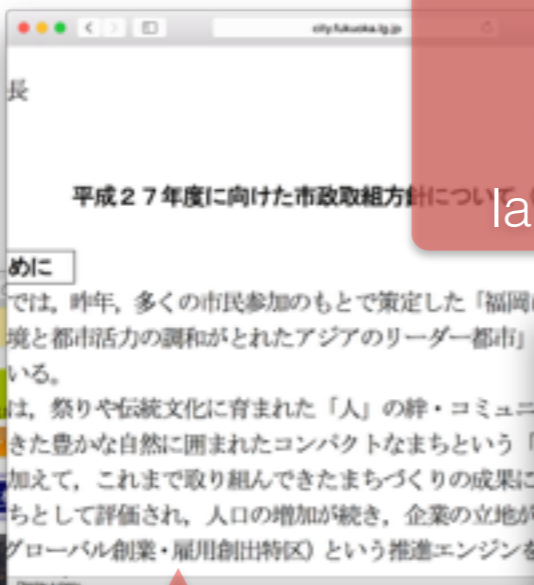 city.fukuoka.lg.jp
長
平成27年度に向けた市政取組方針について
la
めに
では，昨年，多くの市民参加のもとで策定した「福岡
境と都市活力の調和がとれたアジアのリーダー都市」
いる。
は，祭りや伝統文化に育まれた「人」の絆・コミュニ
きた豊かな自然に囲まれたコンパクトなまちという「
加えて，これまで取り組んできたまちづくりの成果に
ちとして評価され，人口の増加が続き，企業の立地が
グローバル創業・雇用創出特区）という推進エンジンを